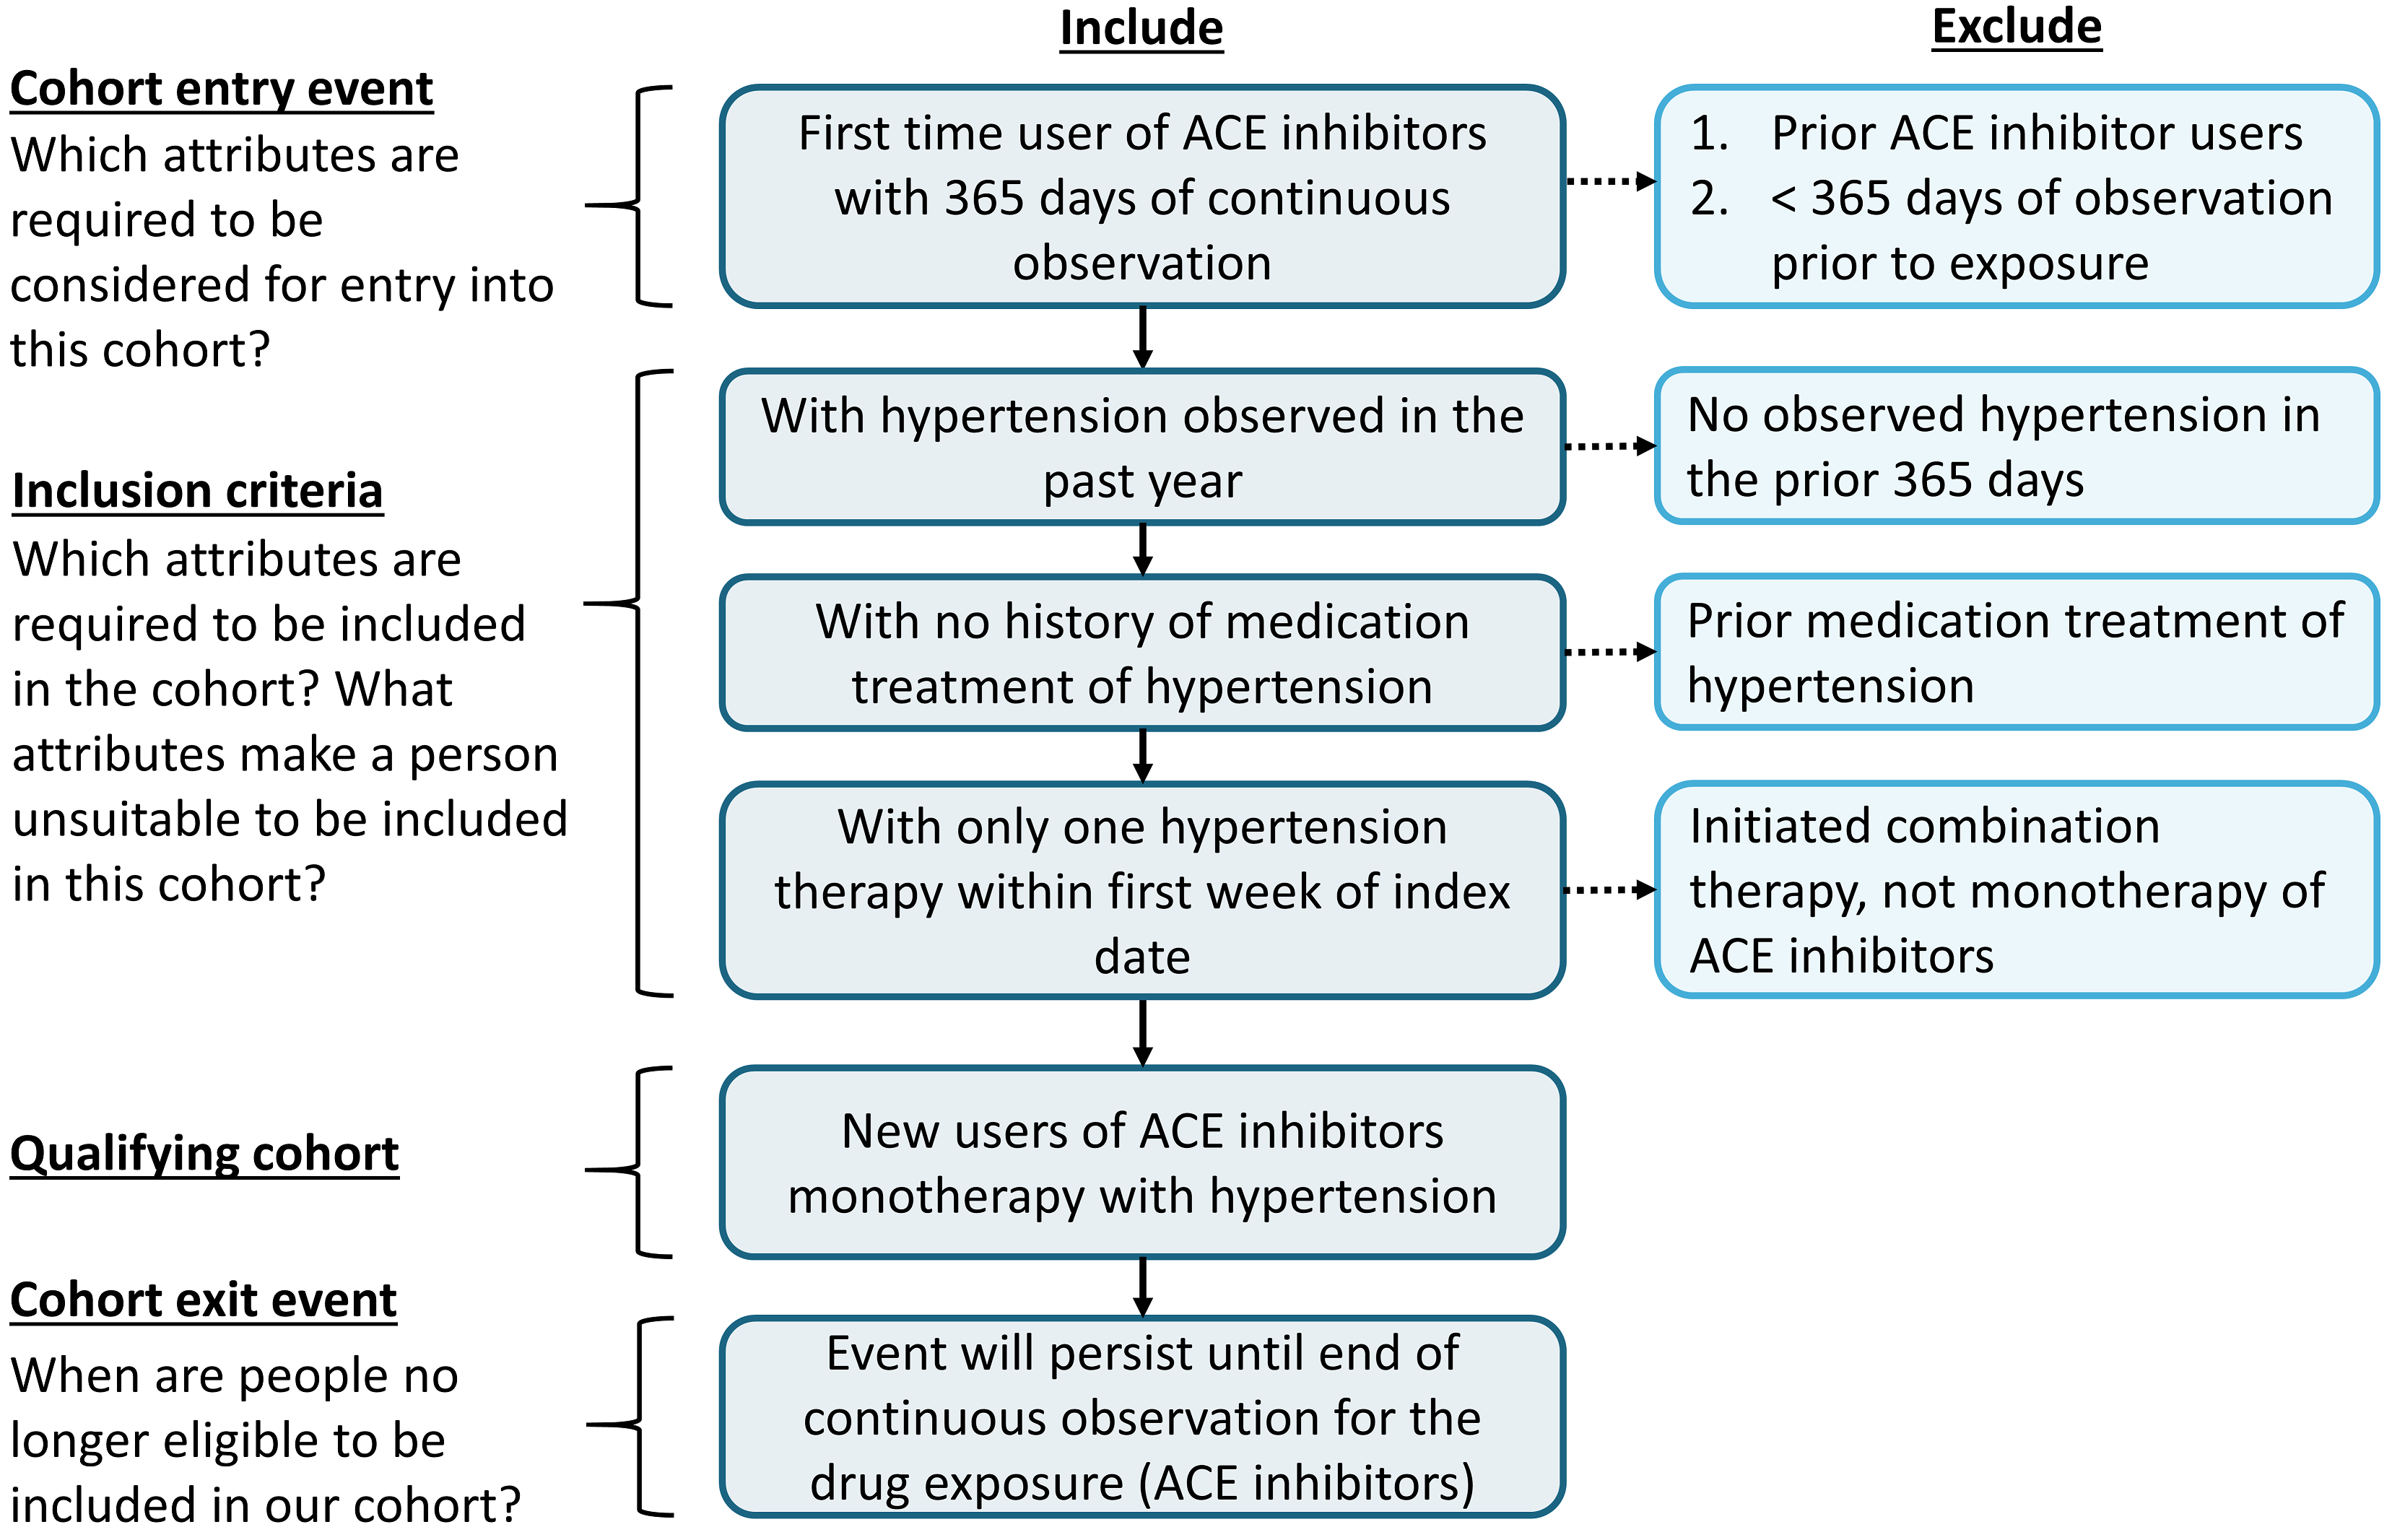 Include
Exclude
Cohort entry event
Which attributes are
required to be
considered for entry into
this cohort?
First time user of ACE inhibitors
with 365 days of continuous
observation
1. Prior ACE inhibitor users
2. < 365 days of observation
prior to exposure
Inclusion criteria
Which attributes are
required to be included
in the cohort? What
attributes make a person
unsuitable to be included
in this cohort?
With hypertension observed in the
past year
No observed hypertension in
the prior 365 days
With no history of medication
treatment of hypertension
Prior medication treatment of
hypertension
With only one hypertension
therapy within first week of index
date
Initiated combination
therapy, not monotherapy of
ACE inhibitors
Qualifying cohort
New users of ACE inhibitors
monotherapy with hypertension
Cohort exit event
When are people no
longer eligible to be
included in our cohort?
Event will persist until end of
continuous observation for the
drug exposure (ACE inhibitors)